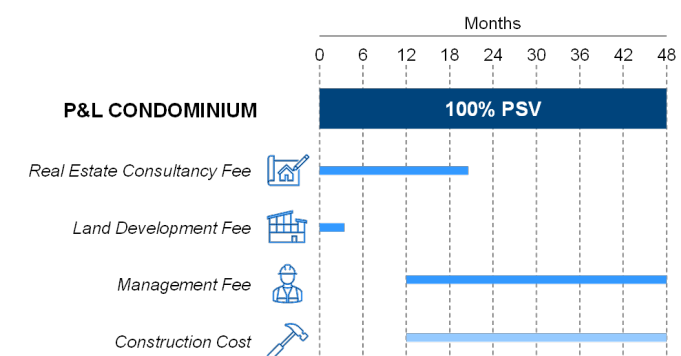 Months
0 6 12 18 24 30 36 42 48
P&L CONDOMINIUM 100% PSV
Real Estate Consultancy Fee
Land Development Fee
Management Fee
Construction Cost